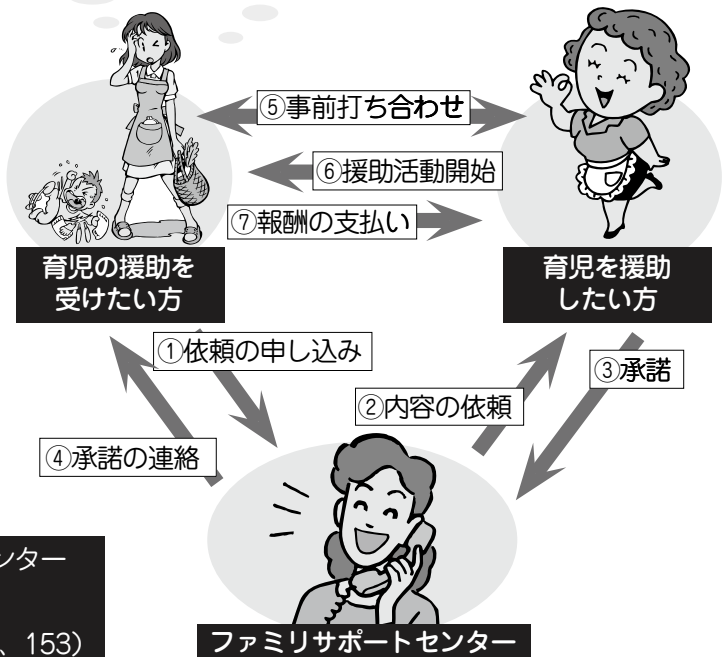 ⑤事前打ち合わせ
⑥援助活動開始
⑦報酬の支払い
育児の援助を
受けたい方
育児を援助
したい方
①依頼の申し込み
③承諾
②内容の依頼
④承諾の連絡
ンター
、153）
ファミリサポートセンター